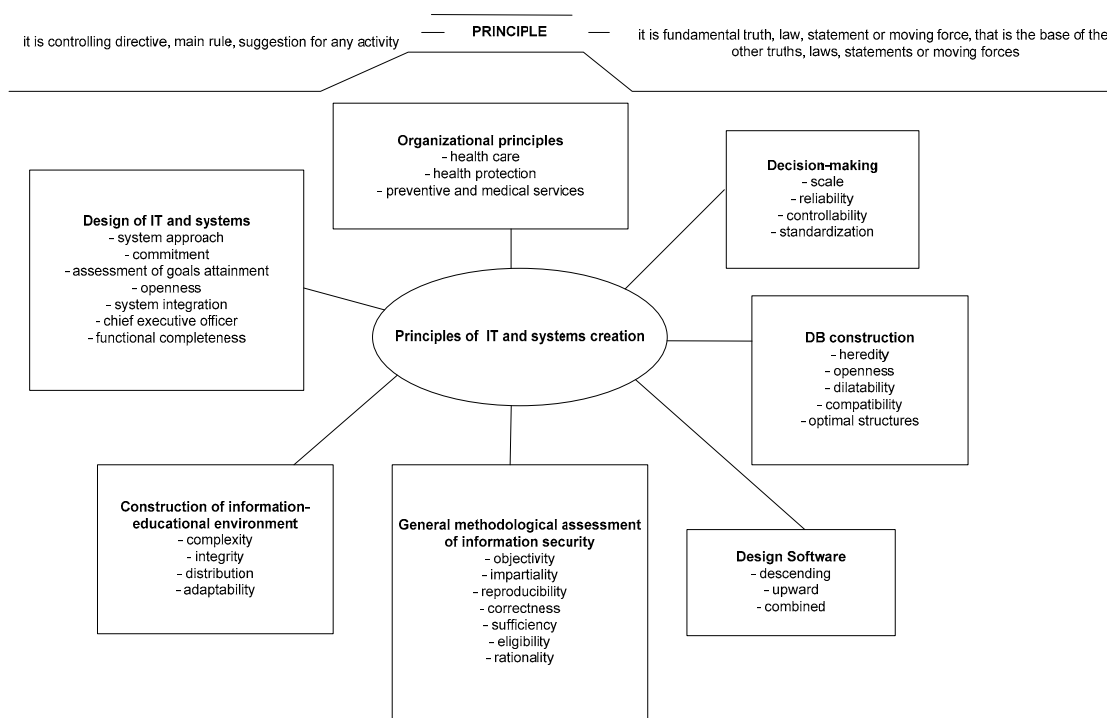 PRINCIPLE
it is controlling directive, main rule, suggestion for any activity
it is fundamental truth, law, statement or moving force, that is the base of the
other truths, laws, statements or moving forces
Organizational principles
- health care
- health protection
- preventive and medical services
Decision-making
- scale
- reliability
- controllability
- standardization
Design of IT and systems
- system approach
- commitment
- assessment of goals attainment
- openness
- system integration
- chief executive officer
- functional completeness
Principles of IT and systems creation
DB construction
- heredity
- openness
- dilatability
- compatibility
- optimal structures
Construction of information-
educational environment
- complexity
- integrity
- distribution
- adaptability
General methodological assessment
of information security
- objectivity
- impartiality
- reproducibility
- correctness
- sufficiency
- eligibility
- rationality
Design Software
- descending
- upward
- combined